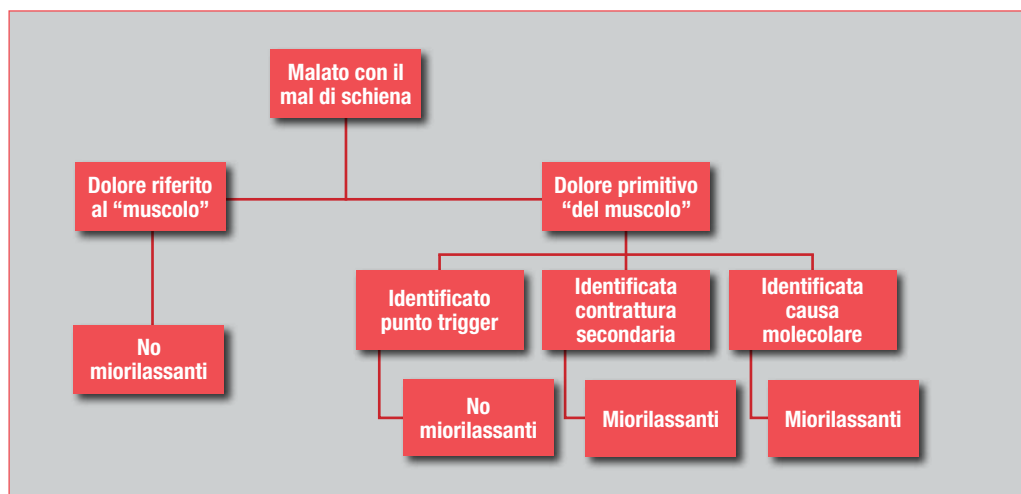 Malato con il
mal di schiena
Dolore riferito
al “muscolo”
Dolore primitivo
“del muscolo”
Identificato
punto trigger
Identificata
contrattura
secondaria
Identificata
causa
molecolare
No
miorilassanti
No
miorilassanti
Miorilassanti
Miorilassanti